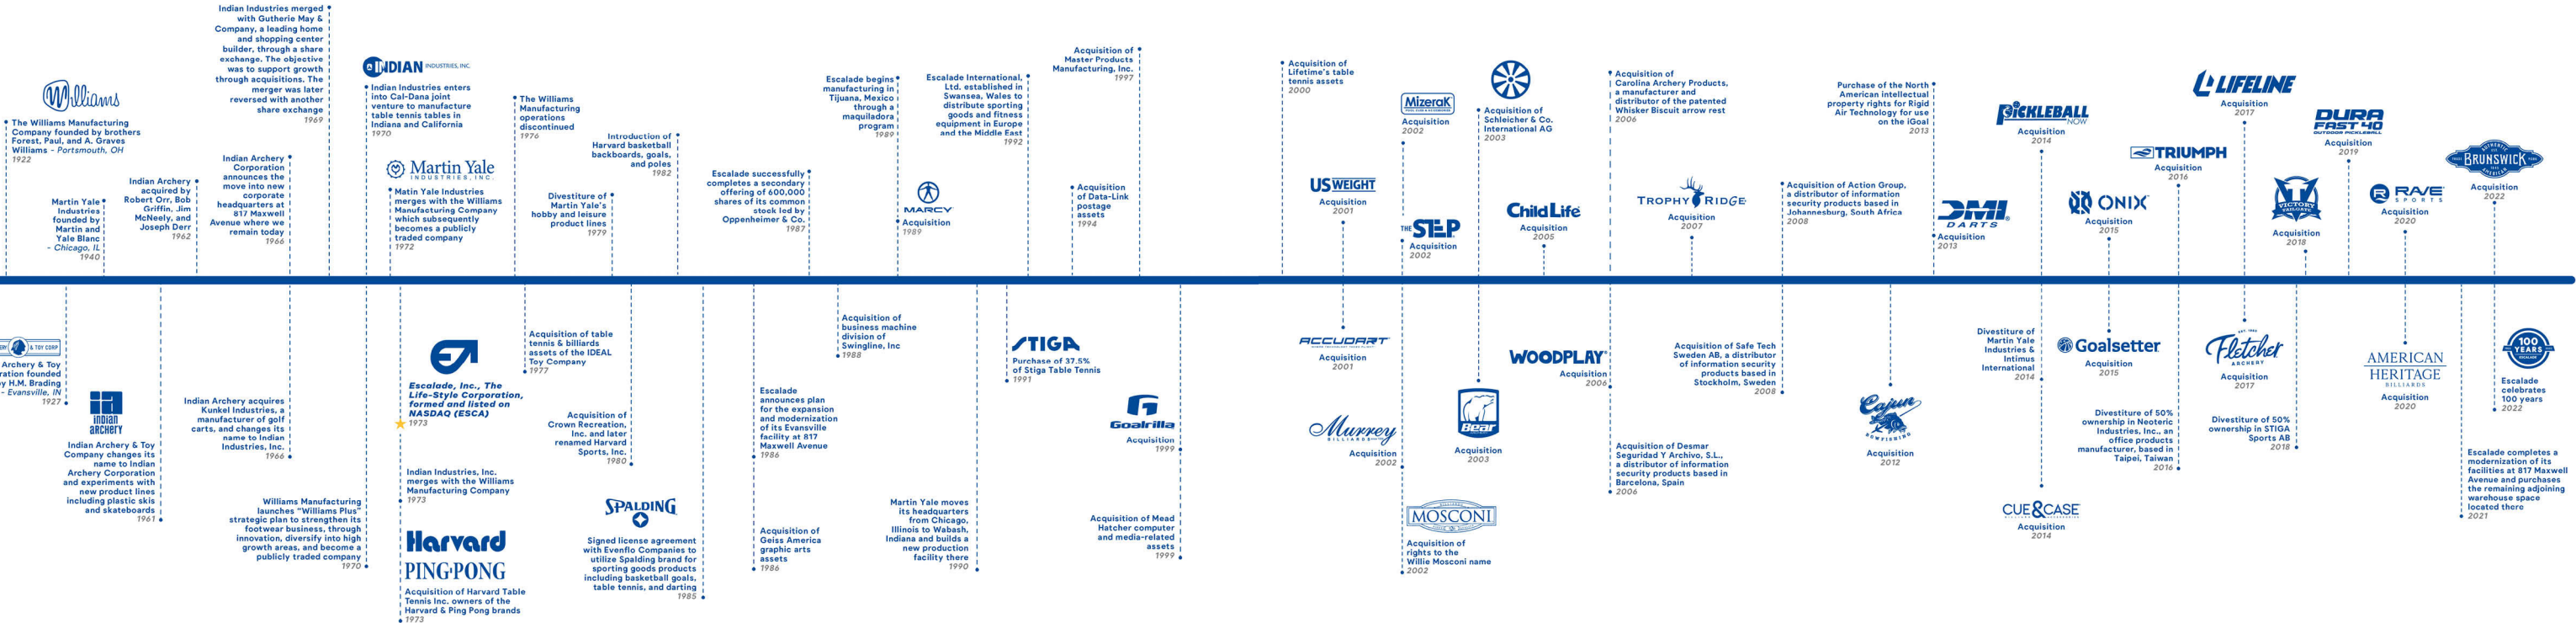 Williams
The Williams Manufacturing
Company founded by brothers
Forest, Paul, and A. Graves
Williams - Portsmouth, OH
1922
Martin Yale
Industries
founded by
Martin and
Yale Blanc
- Chicago, IL
1940
Indian Archery
acquired by
Robert Orr, Bob
Griffin, Jim
McNeely, and
Joseph Derr
1962
Indian Archery
Corporation
announces the
move into new
corporate
headquarters at
817 Maxwell
Avenue where we
remain today
1966
Indian Industries merged
with Gutherie May &
Company, a leading home
and shopping center
builder, through a share
exchange. The objective
was to support growth
through acquisitions. The
merger was later
reversed with another
share exchange
1969
INDIAN INDUSTRIES, INC.
Indian Industries enters
into Cal-Dana joint
venture to manufacture
table tennis tables in
Indiana and California
1970
Martin Yale
INDUSTRIES, INC.
Matin Yale Industries
merges with the Williams
Manufacturing Company
which subsequently
becomes a publicly
traded company
1972
The Williams
Manufacturing
operations
discontinued
1976
Divestiture of
Martin Yale's
hobby and leisure
product lines
1979
Introduction of
Harvard basketball
backboards, goals,
and poles
1982
Escalade successfully
completes a secondary
offering of 600,000
shares of its common
stock led by
Oppenheimer & Co.
1987
Escalade begins
manufacturing in
Tijuana, Mexico
through a
maquiladora
program
1989
MARCY
Acquisition
1989
Escalade International,
Ltd. established in
Swansea, Wales to
distribute sporting
goods and fitness
equipment in Europe
and the Middle East
1992
Acquisition
of Data-Link
postage
assets
1994
Acquisition of
Master Products
Manufacturing, Inc.
1997
Acquisition of
Lifetime's table
tennis assets
2000
US WEIGHT
Acquisition
2001
MizeraK
Acquisition
2002
THE STEP
Acquisition
2002
Acquisition of
Schleicher & Co.
International AG
2003
ChildLife
Acquisition
2005
Acquisition of
Carolina Archery Products,
a manufacturer and
distributor of the patented
Whisker Biscuit arrow rest
2006
TROPHY RIDGE
Acquisition
2007
Acquisition of Action Group,
a distributor of information
security products based in
Johannesburg, South Africa
2008
Purchase of the North
American intellectual
property rights for Rigid
Air Technology for use
on the iGoal
2013
DMI
DARTS
Acquisition
2013
PICKLEBALL
NOW
Acquisition
2014
ONIX
Acquisition
2015
TRIUMPH
Acquisition
2016
LIFELINE
Acquisition
2017
VICTORY
TAILGATE
Acquisition
2018
DURA
FAST 40
OUTDOOR PICKLEBALL
Acquisition
2019
RAVE
SPORTS
Acquisition
2020
AUTHENTIC
BRUNSWICK
AMERICAN
Acquisition
2022
& TOY CORP
Archery & Toy
ration founded
y H.M. Brading
- Evansville, IN
1927
ia
indian
aRCHERY
Indian Archery & Toy
Company changes its
name to Indian
Archery Corporation
and experiments with
new product lines
including plastic skis
and skateboards
1961
Indian Archery acquires
Kunkel Industries, a
manufacturer of golf
carts, and changes its
name to Indian
Industries, Inc.
1966
Williams Manufacturing
launches "Williams Plus"
strategic plan to strengthen its
footwear business, through
innovation, diversify into high
growth areas, and become a
publicly traded company
1970
Escalade, Inc., The
Life-Style Corporation,
formed and listed on
NASDAQ (ESCA)
1973
Indian Industries, Inc.
merges with the Williams
Manufacturing Company
1973
Harvard
PING-PONG
Acquisition of Harvard Table
Tennis Inc. owners of the
Harvard & Ping Pong brands
1973
Acquisition of table
tennis & billiards
assets of the IDEAL
Toy Company
1977
Acquisition of
Crown Recreation,
Inc. and later
renamed Harvard
Sports, Inc.
1980
SPALDING
Signed license agreement
with Evenflo Companies to
utilize Spalding brand for
sporting goods products
including basketball goals,
table tennis, and darting
1985
Escalade
announces plan
for the expansion
and modernization
of its Evansville
facility at 817
Maxwell Avenue
1986
Acquisition of
Geiss America
graphic arts
assets
1986
Acquisition of
business machine
division of
Swingline, Inc
1988
Martin Yale moves
its headquarters
from Chicago,
Illinois to Wabash,
Indiana and builds a
new production
facility there
1990
STIGA
Purchase of 37.5%
of Stiga Table Tennis
1991
Goalrilla
Acquisition
1999
Acquisition of Mead
Hatcher computer
and media-related
assets
1999
ACCUDART
Acquisition
2001
Murrey
BILLIARDS
Acquisition
2002
MOSCONI
Acquisition of
rights to the
Willie Mosconi name
2002
Bear
Acquisition
2003
WOODPLAY
Acquisition
2006
Acquisition of Desmar
Seguridad Y Archivo, S.L.,
a distributor of information
security products based in
Barcelona, Spain
2006
Acquisition of Safe Tech
Sweden AB, a distributor
of information security
products based in
Stockholm, Sweden
2008
Cajun
BOWFISHING
Acquisition
2012
Divestiture of
Martin Yale
Industries &
Intimus
International
2014
CUE&CASE
Acquisition
2014
Goalsetter
Acquisition
2015
Divestiture of 50%
ownership in Neoteric
Industries, Inc., an
office products
manufacturer, based in
Taipei, Taiwan
2016
Fletcher
ARCHERY
Acquisition
2017
Divestiture of 50%
ownership in STIGA
Sports AB
2018
AMERICAN
HERITAGE
BILLIARDS
Acquisition
2020
Escalade completes a
modernization of its
facilities at 817 Maxwell
Avenue and purchases
the remaining adjoining
warehouse space
located there
2021
100
YEARS
Escalade
celebrates
100 years
2022